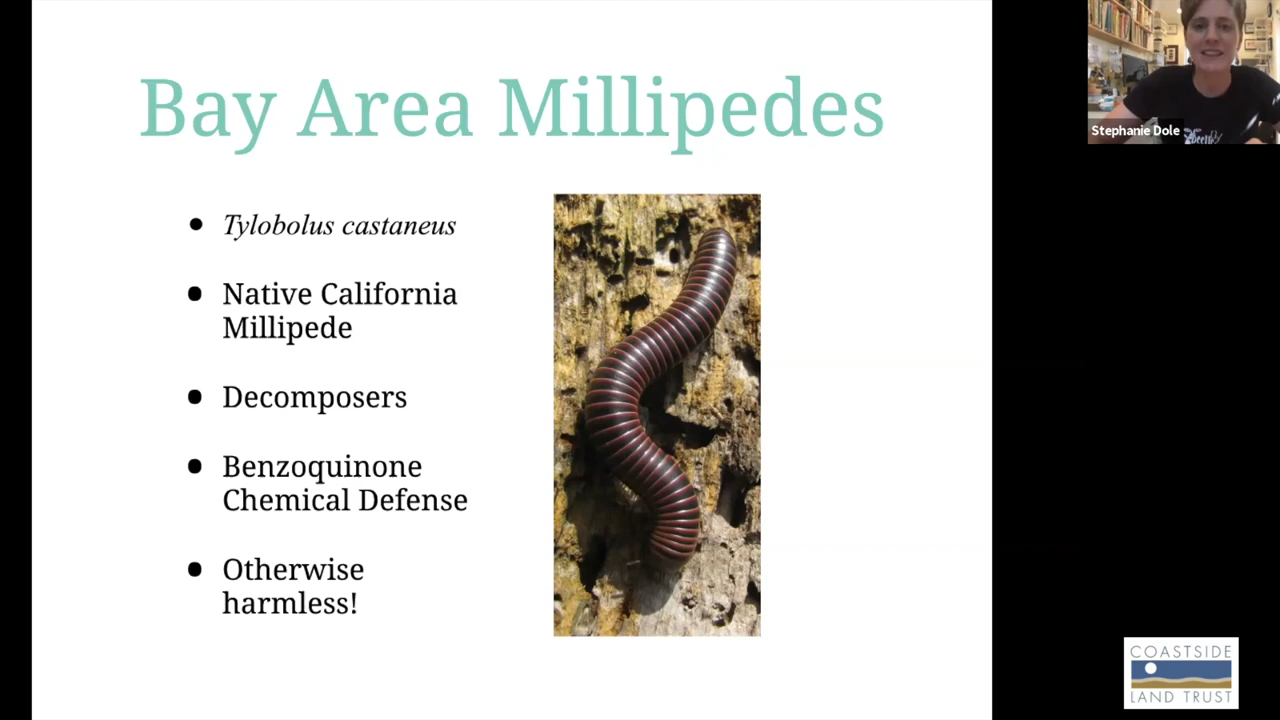 Bay Area Millipedes
Tylobolus castaneus
Native California
Millipede
Decomposers
Benzoquinone
Chemical Defense
Otherwise
harmless!
Stephanie Dole
COASTSIDE
LAND TRUST